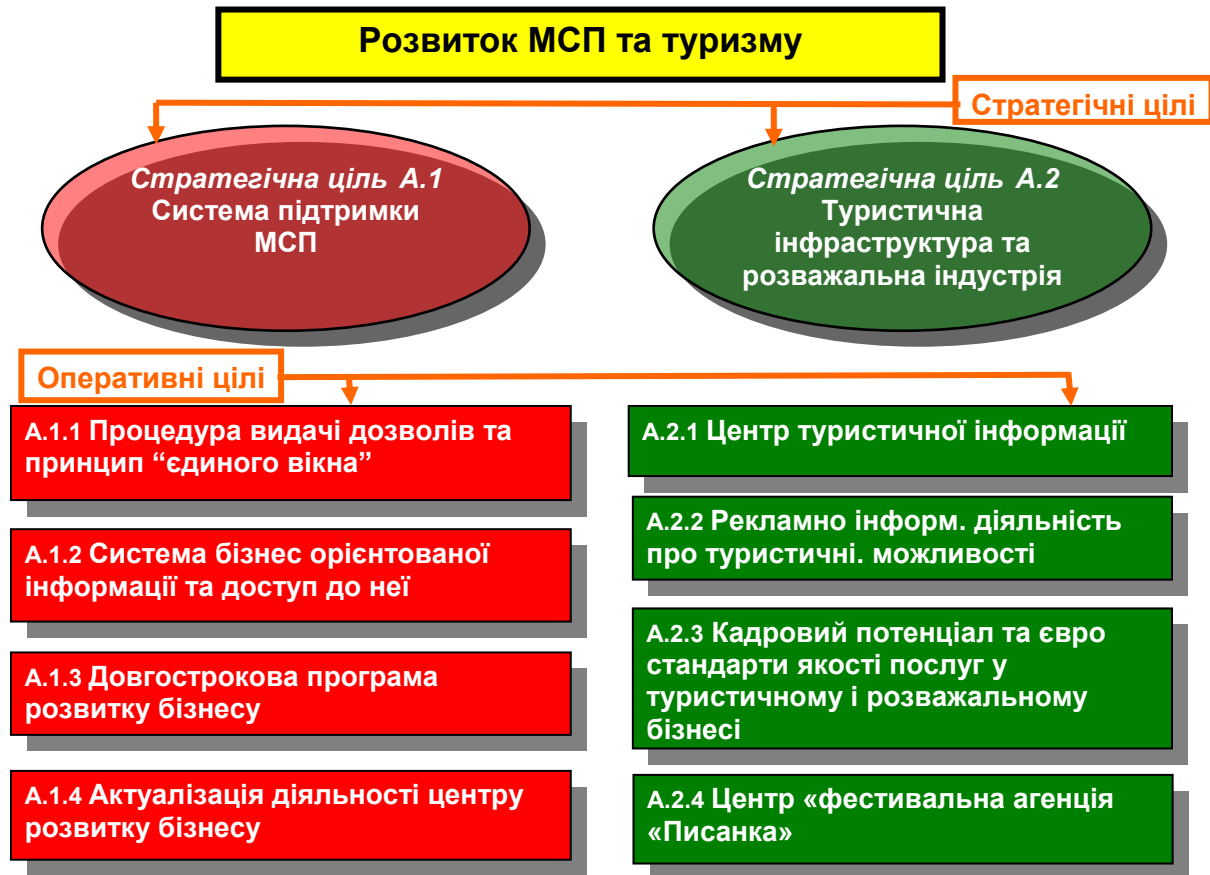 Розвиток МСП та туризму
Стратегічні цілі
Стратегічна ціль А.1
Система підтримки
МСП
Стратегічна ціль А.2
Туристична
інфраструктура та
розважальна індустрія
Оперативні цілі
А.1.1 Процедура видачі дозволів та
принцип “єдиного вікна”
А.1.2 Система бізнес орієнтованої
інформації та доступ до неї
А.1.3 Довгострокова програма
розвитку бізнесу
А.1.4 Актуалізація діяльності центру
розвитку бізнесу
А.2.1 Центр туристичної інформації
А.2.2 Рекламно інформ. діяльність
про туристичні. можливості
А.2.3 Кадровий потенціал та євро
стандарти якості послуг у
туристичному і розважальному
бізнесі
А.2.4 Центр «фестивальна агенція
«Писанка»